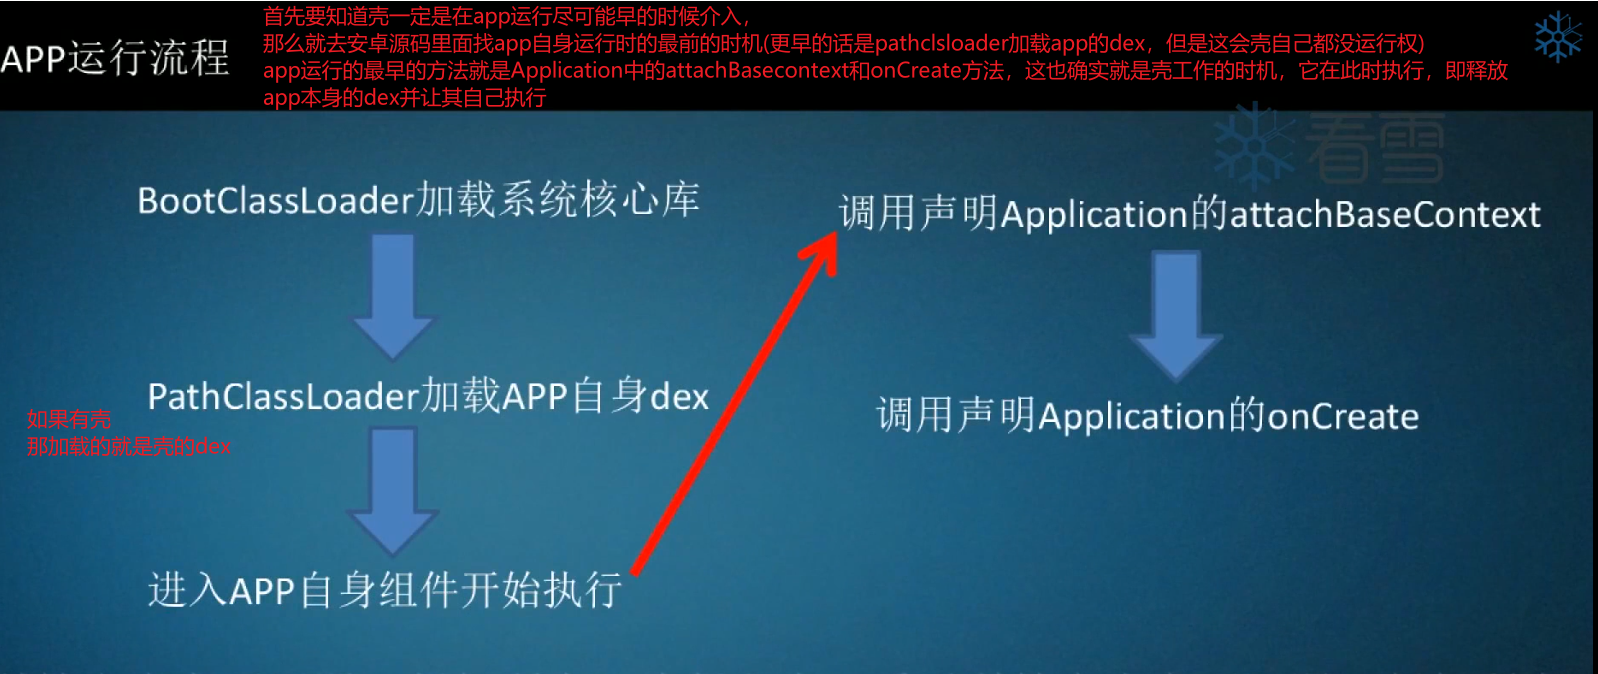 APP运行流程
首先要知道壳一定是在app运行尽可能早的时候介入，
那么就去安卓源码里面找app自身运行时的最前的时机(更早的话是pathclsloader加载app的dex，但是这会壳自己都没运行权)
app运行的最早的方法就是Application中的attachBasecontext和onCreate方法，这也确实就是壳工作的时机，它在此时执行，即释放
app本身的dex并让其自己执行
看雪
BootClassLoader加载系统核心库
PathClassLoader加载APP自身dex
如果有壳
那加载的就是壳的dex
进入APP自身组件开始执行
调用声明Application的attachBaseContext
调用声明Application的onCreate